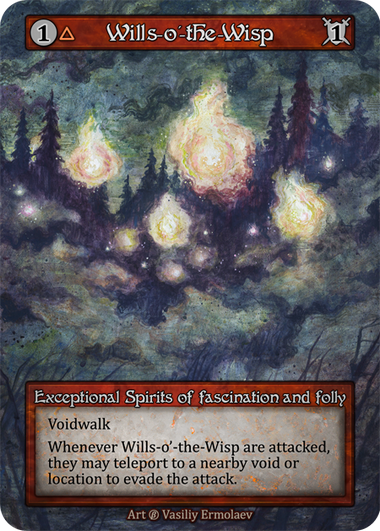 1 Wills-o'-the-Wisp 1
Exceptional Spirits of fascination and folly
Voidwalk
Whenever Wills-o'-the-Wisp are attacked,
they may teleport to a nearby void or
location to evade the attack.
Art @ Vasiliy Ermolaev